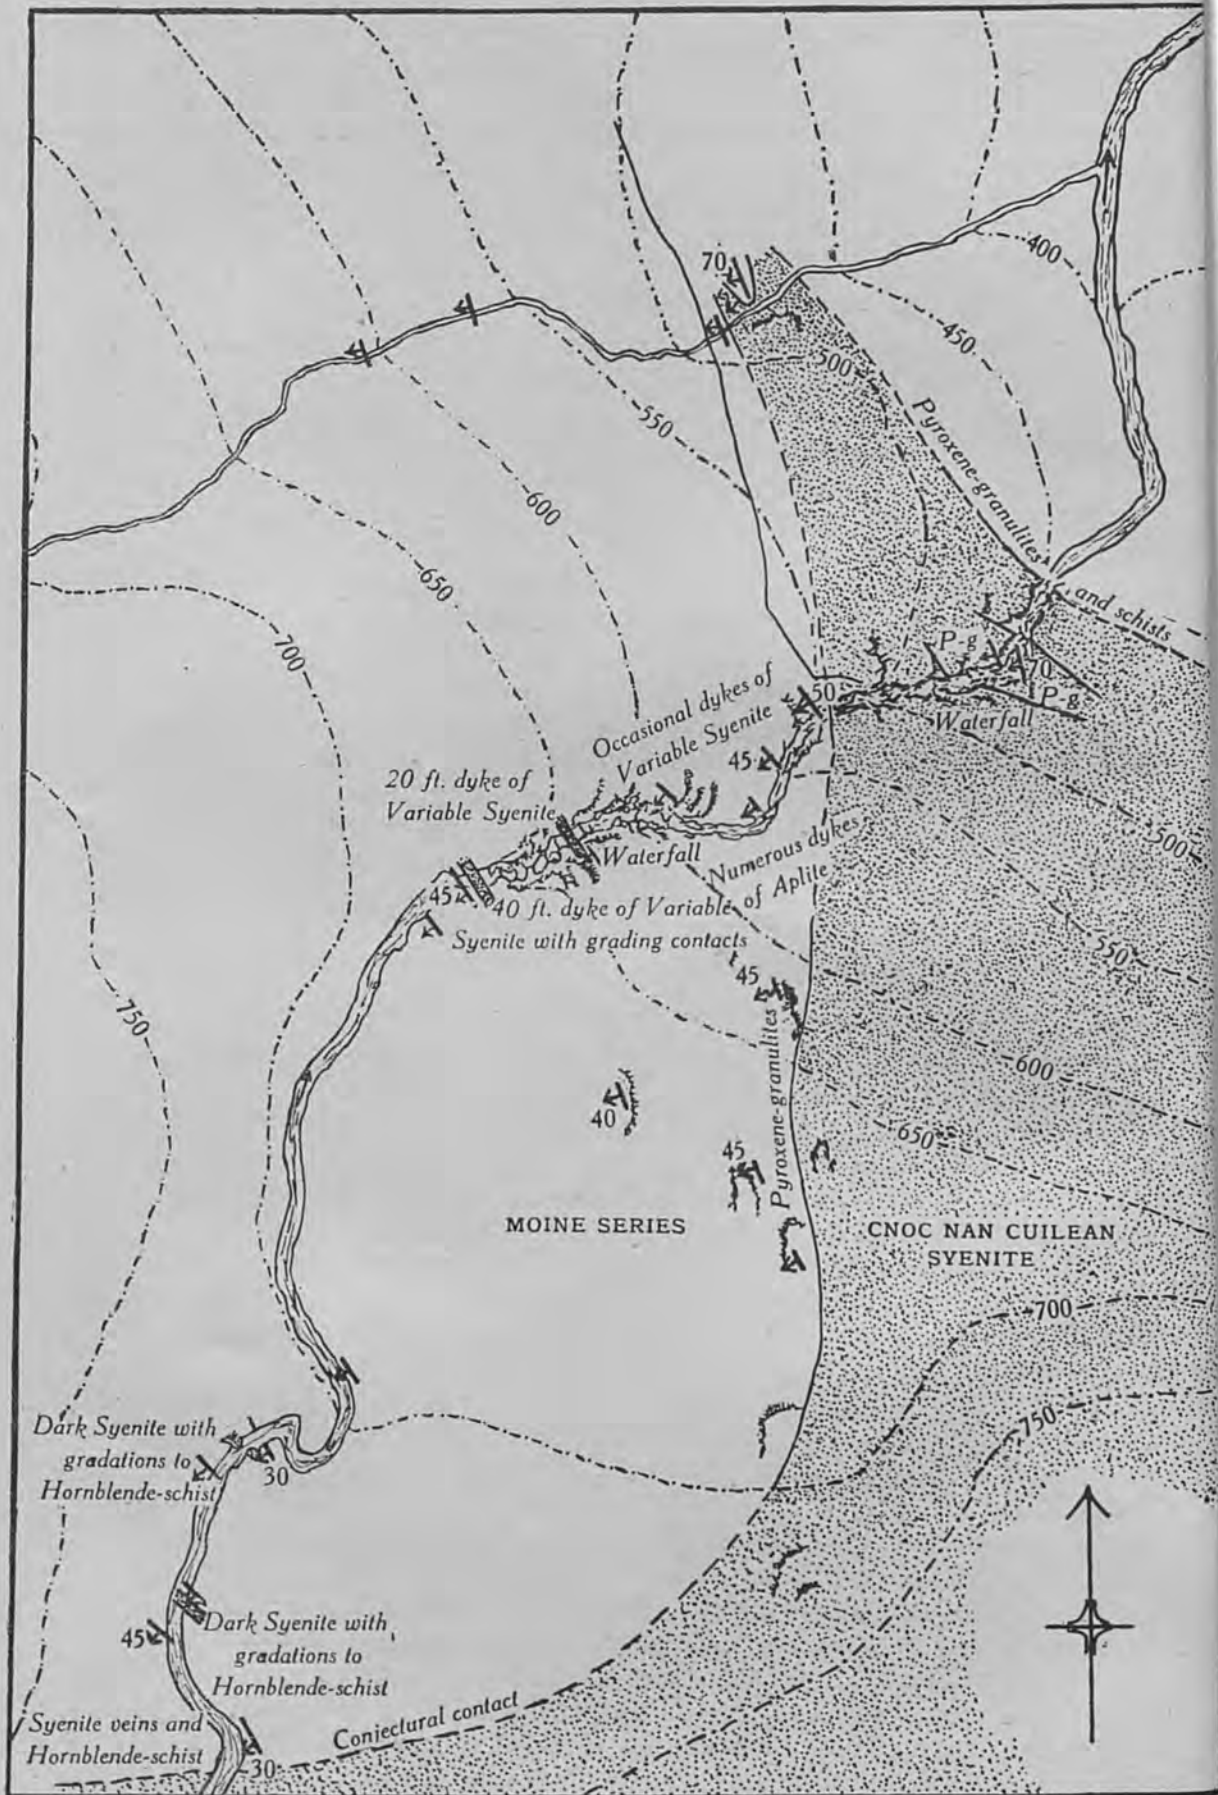 70
400
450
500
550
Pyroxene-granulites
and schists
600
650
700
P-g
70
P-g
50
Waterfall
Occasional dykes of
Variable Syenite
45
20 ft. dyke of
Variable Syenite
Waterfall
Numerous dykes
of Aplite
500
45
40 ft. dyke of Variable
Syenite with grading contacts
550
45
750
Pyroxene-granulites
600
40
45
650
MOINE SERIES
CNOC NAN CUILEAN
SYENITE
700
750
Dark Syenite with
gradations to
Hornblende-schist
30
45
Dark Syenite with
gradations to
Hornblende-schist
Syenite veins and
Hornblende-schist
30
Coniectural contact